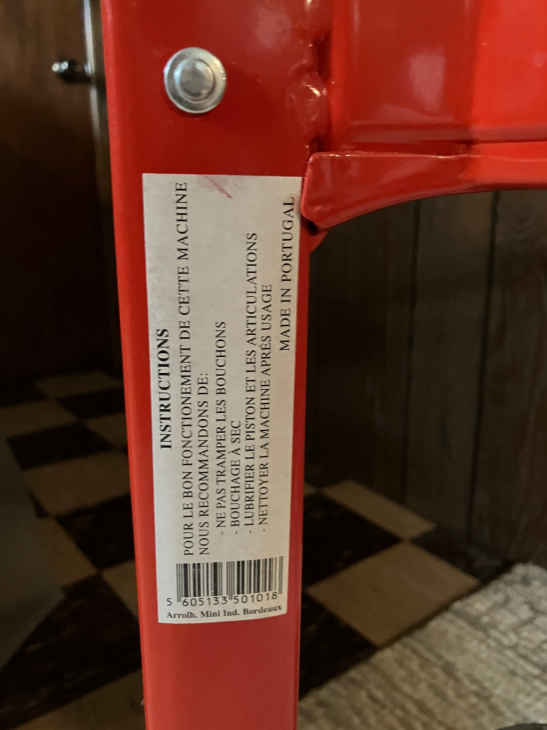 INSTRUCTIONS
POUR LE BON FONCTIONEMENT DE CETTE MACHINE
NOUS RECOMMANDONS DE:
- NE PAS TRAMPER LES BOUCHONS
- BOUCHAGE À SEC
- LUBRIFIER LE PISTON ET LES ARTICULATIONS
- NETTOYER LA MACHINE APRÉS USAGE
MADE IN PORTUGAL
5 605133 501018
Arrolh. Mini Ind. Bordeaux